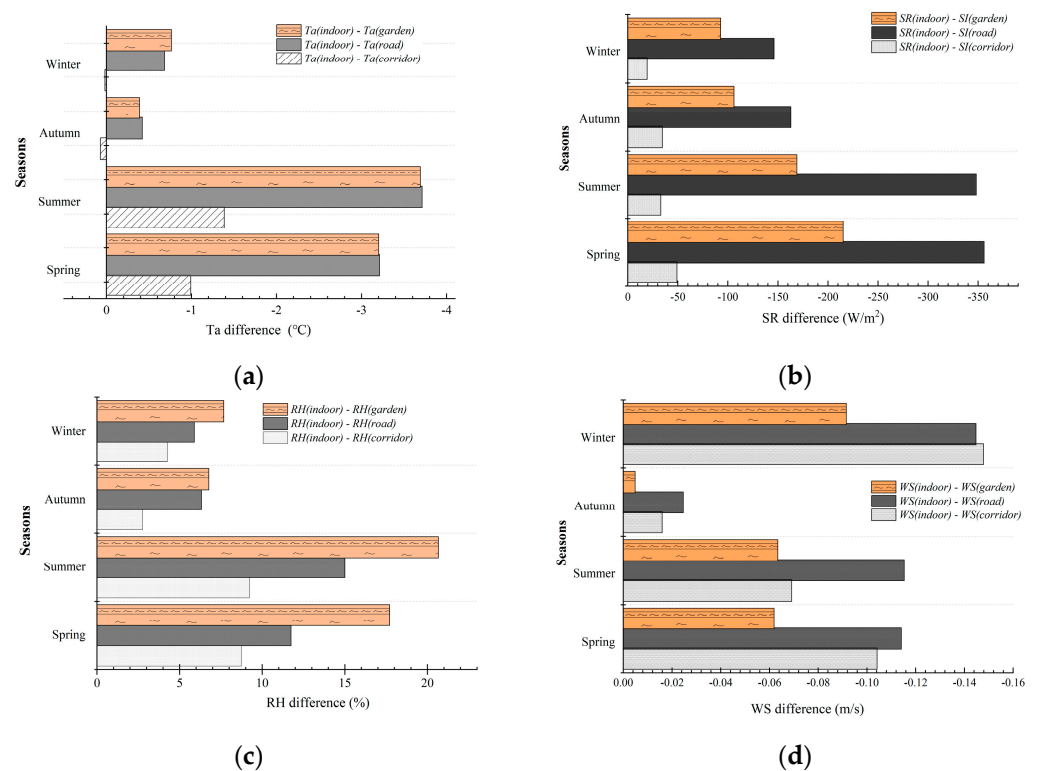 Ta(indoor) - Ta(garden)
Ta(indoor) - Ta(road)
Ta(indoor) - Ta(corridor)
Seasons
Winter
Autumn
Summer
Spring
0 -1 -2 -3 -4
Ta difference (℃)
(a)
SR(indoor) - SI(garden)
SR(indoor) - SI(road)
SR(indoor) - SI(corridor)
Seasons
Winter
Autumn
Summer
Spring
0 -50 -100 -150 -200 -250 -300 -350
SR difference (W/m²)
(b)
RH(indoor) - RH(garden)
RH(indoor) - RH(road)
RH(indoor) - RH(corridor)
Seasons
Winter
Autumn
Summer
Spring
0 5 10 15 20
RH difference (%)
(c)
WS(indoor) - WS(garden)
WS(indoor) - WS(road)
WS(indoor) - WS(corridor)
Seasons
Winter
Autumn
Summer
Spring
0.00 -0.02 -0.04 -0.06 -0.08 -0.10 -0.12 -0.14 -0.16
WS difference (m/s)
(d)